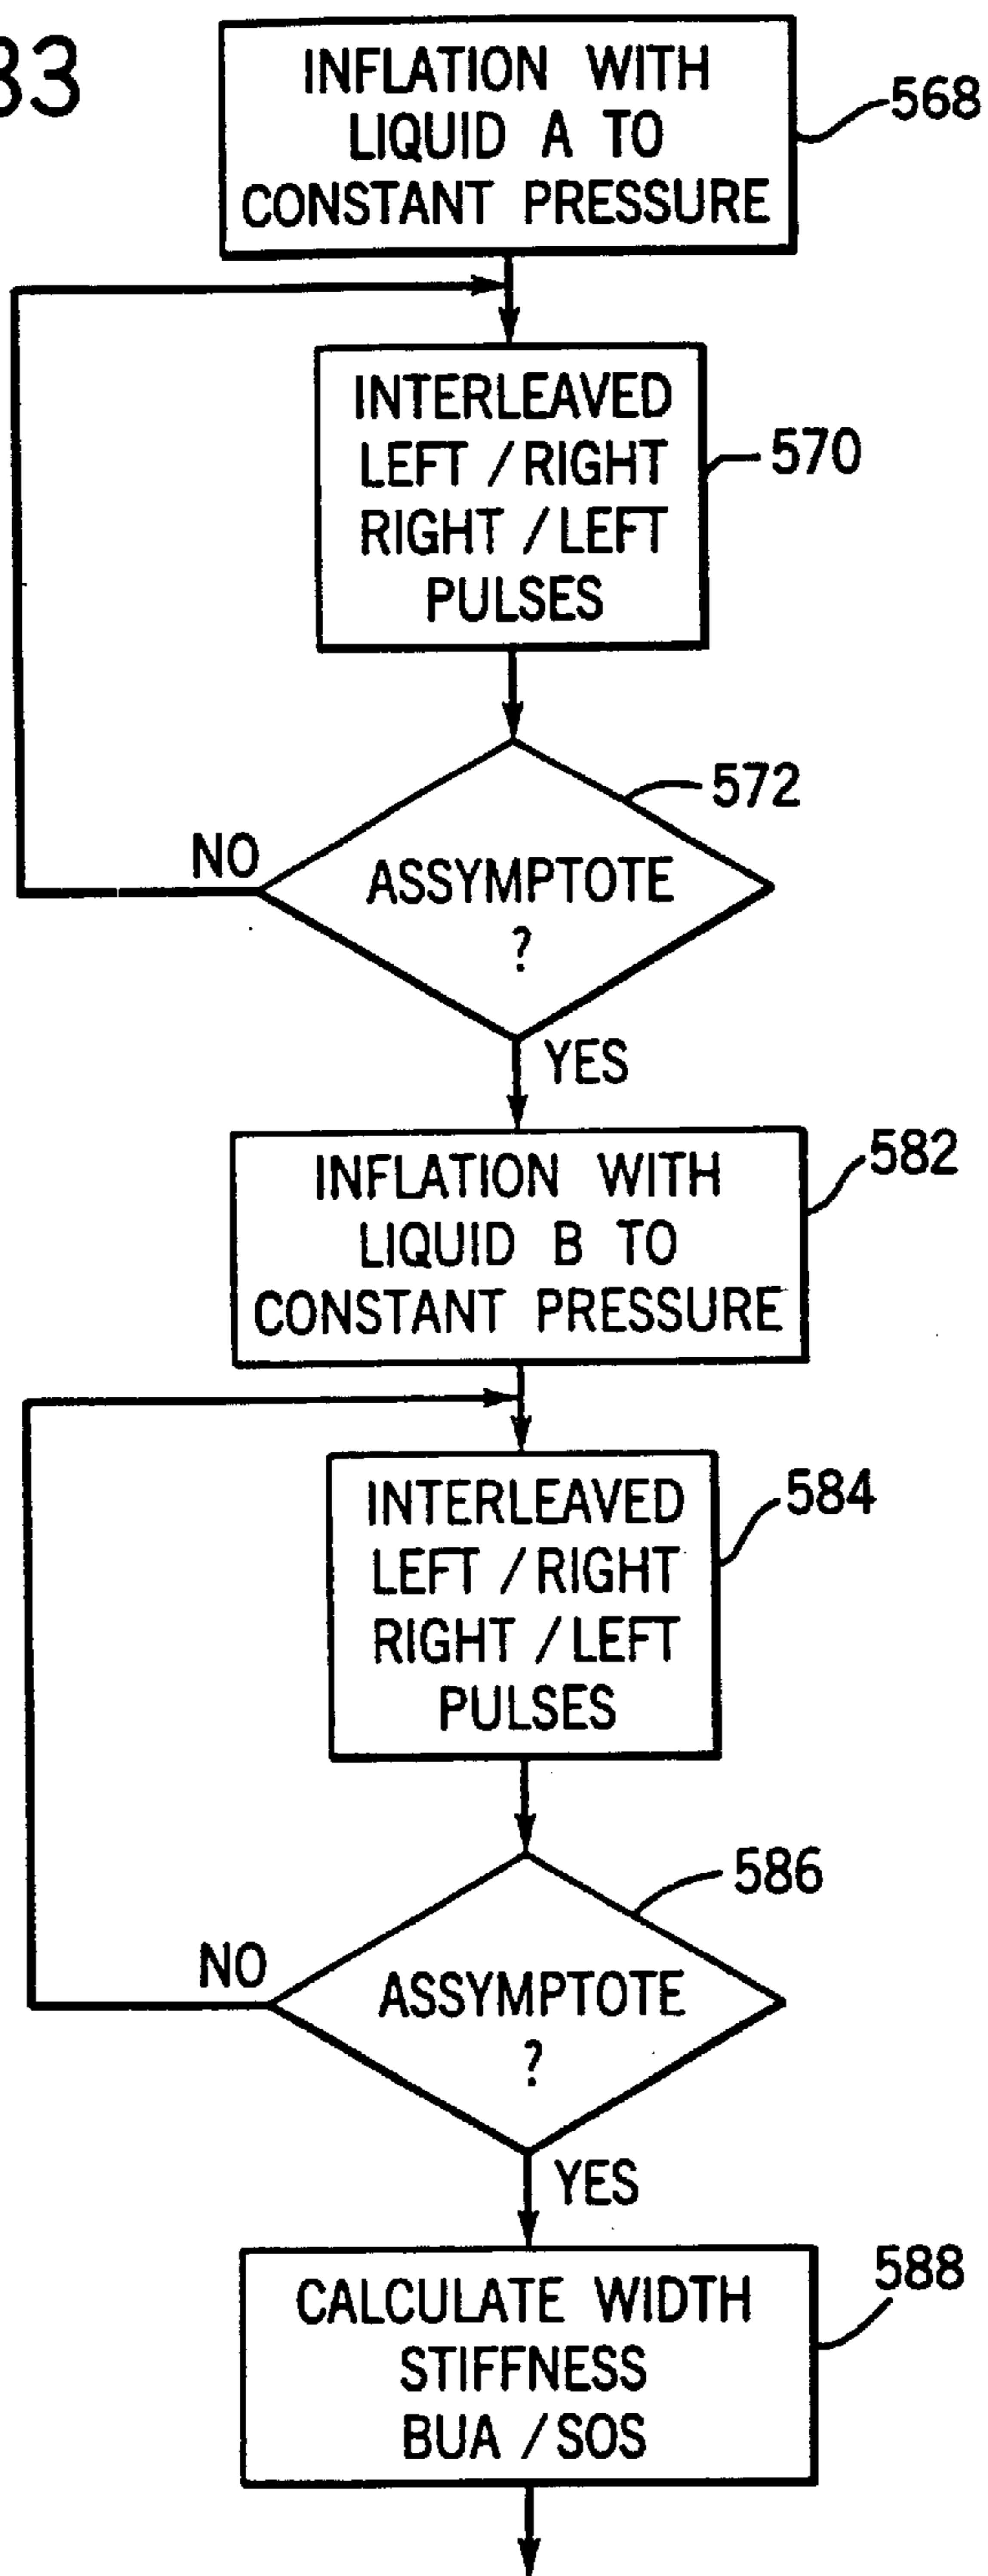 INFLATION WITH
LIQUID A TO
CONSTANT PRESSURE
568
INTERLEAVED
LEFT / RIGHT
RIGHT / LEFT
PULSES
570
572
NO
ASSYMPTOTE
?
YES
INFLATION WITH
LIQUID B TO
CONSTANT PRESSURE
582
INTERLEAVED
LEFT / RIGHT
RIGHT / LEFT
PULSES
584
586
NO
ASSYMPTOTE
?
YES
CALCULATE WIDTH
STIFFNESS
BUA / SOS
588